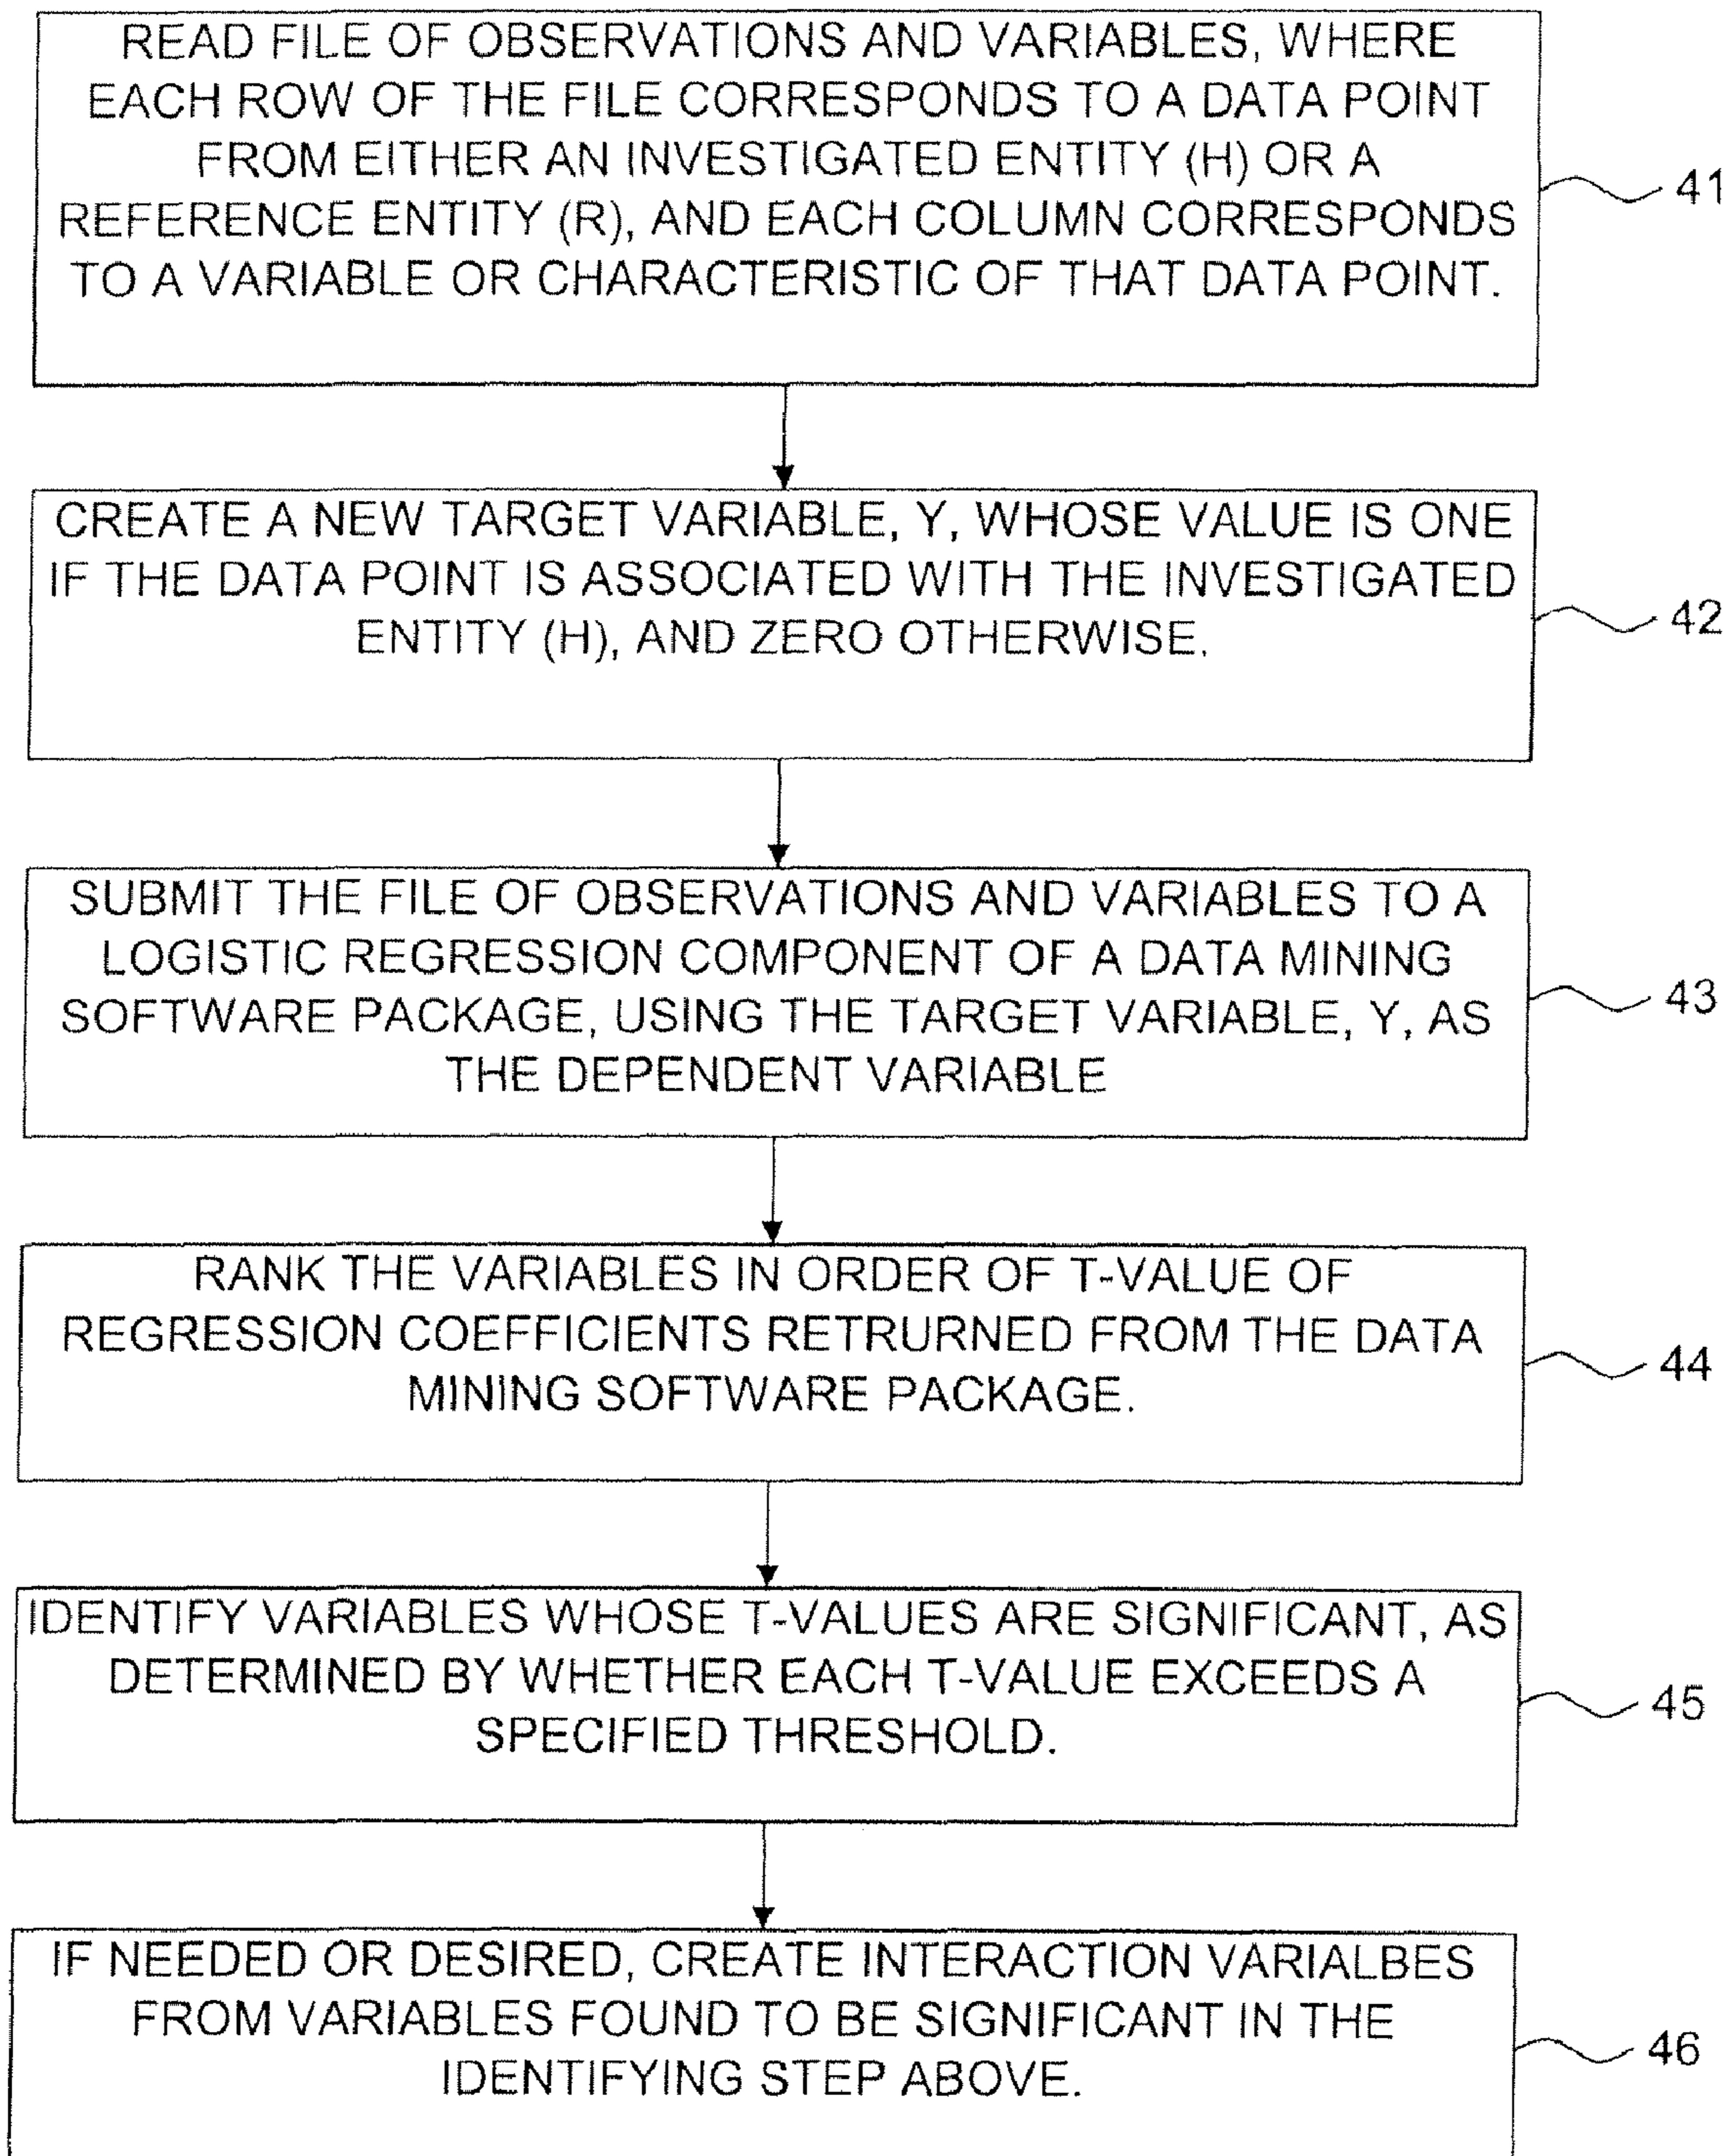 READ FILE OF OBSERVATIONS AND VARIABLES, WHERE
EACH ROW OF THE FILE CORRESPONDS TO A DATA POINT
FROM EITHER AN INVESTIGATED ENTITY (H) OR A
REFERENCE ENTITY (R), AND EACH COLUMN CORRESPONDS
TO A VARIABLE OR CHARACTERISTIC OF THAT DATA POINT.
41
CREATE A NEW TARGET VARIABLE, Y, WHOSE VALUE IS ONE
IF THE DATA POINT IS ASSOCIATED WITH THE INVESTIGATED
ENTITY (H), AND ZERO OTHERWISE.
42
SUBMIT THE FILE OF OBSERVATIONS AND VARIABLES TO A
LOGISTIC REGRESSION COMPONENT OF A DATA MINING
SOFTWARE PACKAGE, USING THE TARGET VARIABLE, Y, AS
THE DEPENDENT VARIABLE
43
RANK THE VARIABLES IN ORDER OF T-VALUE OF
REGRESSION COEFFICIENTS RETRURNED FROM THE DATA
MINING SOFTWARE PACKAGE.
44
IDENTIFY VARIABLES WHOSE T-VALUES ARE SIGNIFICANT, AS
DETERMINED BY WHETHER EACH T-VALUE EXCEEDS A
SPECIFIED THRESHOLD.
45
IF NEEDED OR DESIRED, CREATE INTERACTION VARIALBES
FROM VARIABLES FOUND TO BE SIGNIFICANT IN THE
IDENTIFYING STEP ABOVE.
46